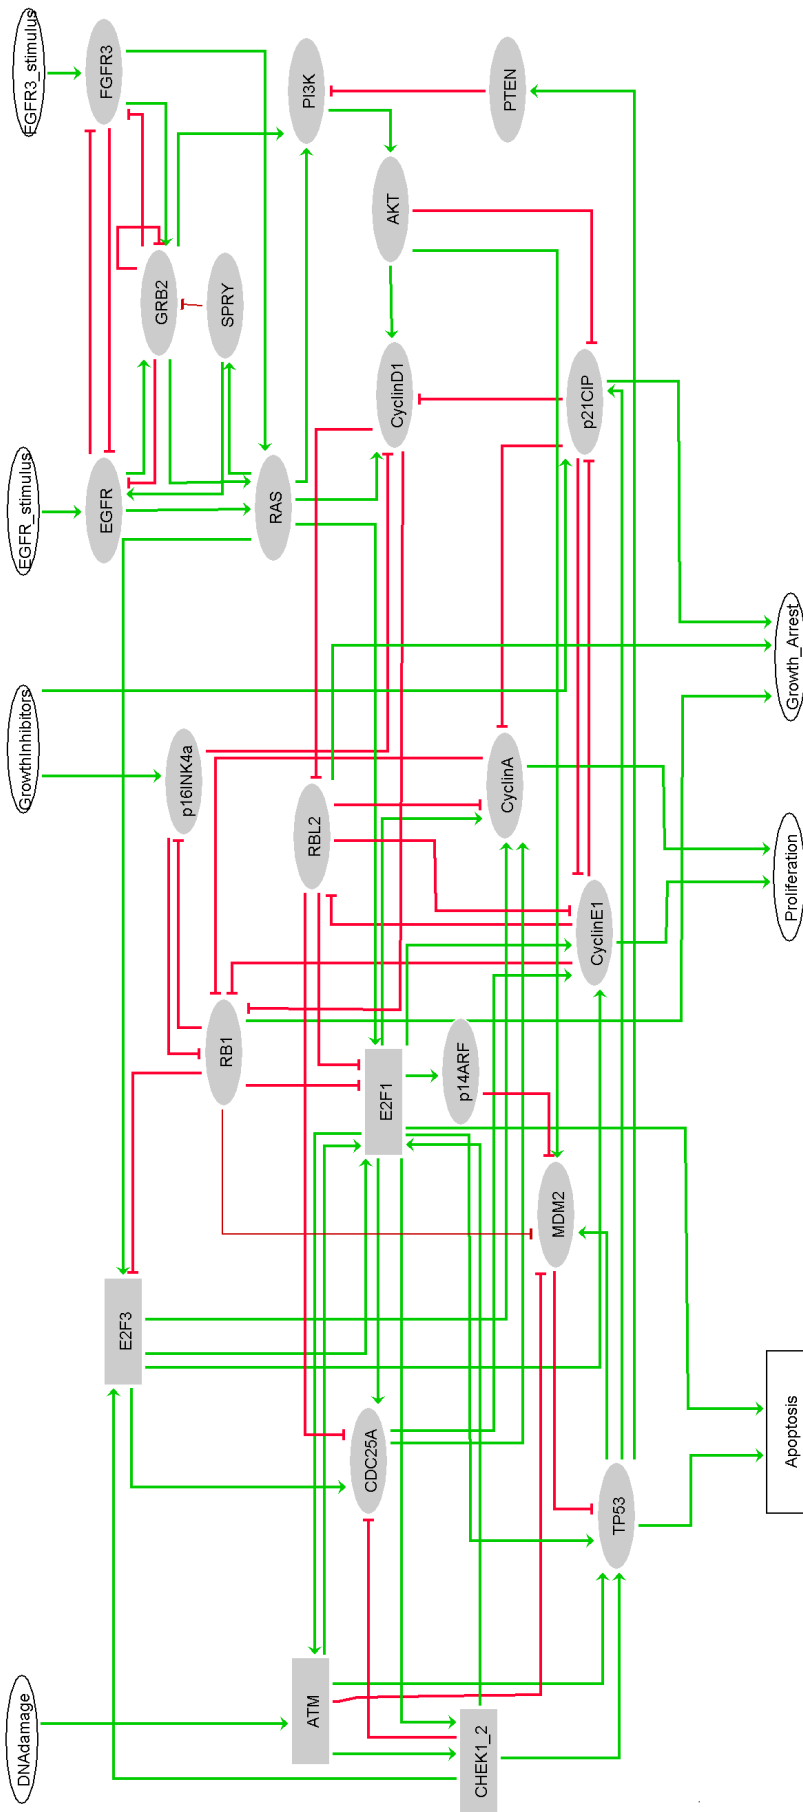 DNAdamage
GrowthInhibitors
EGFR_stimulus
FGFR3_stimulus
E2F3
EGFR
FGFR3
p16INK4a
GRB2
RB1
SPRY
RAS
ATM
RBL2
PI3K
CDC25A
E2F1
CyclinD1
AKT
CHEK1_2
p14ARF
CyclinA
PTEN
MDM2
p21CIP
TP53
CyclinE1
Apoptosis
Proliferation
Growth_Arrest